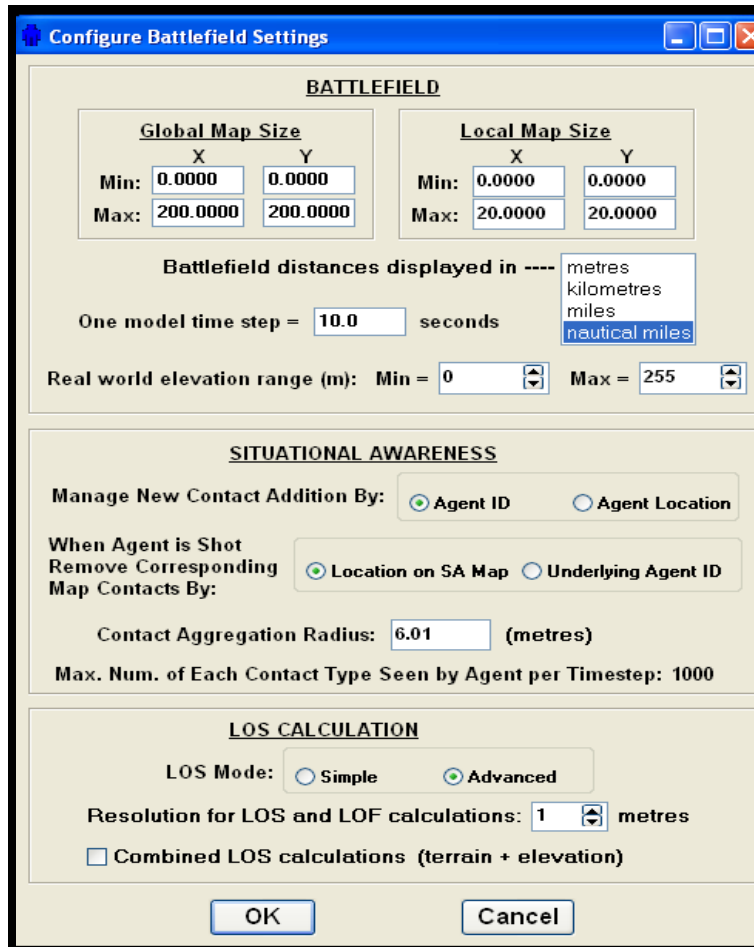 Configure Battlefield Settings
BATTLEFIELD
Global Map Size
X Y
Min: 0.0000 0.0000
Max: 200.0000 200.0000
Local Map Size
X Y
Min: 0.0000 0.0000
Max: 20.0000 20.0000
Battlefield distances displayed in ----
metres
kilometres
miles
nautical miles
One model time step = 10.0 seconds
Real world elevation range (m): Min = 0 Max = 255
SITUATIONAL AWARENESS
Manage New Contact Addition By: Agent ID Agent Location
When Agent is Shot
Remove Corresponding
Map Contacts By:
Location on SA Map Underlying Agent ID
Contact Aggregation Radius: 6.01 (metres)
Max. Num. of Each Contact Type Seen by Agent per Timestep: 1000
LOS CALCULATION
LOS Mode: Simple Advanced
Resolution for LOS and LOF calculations: 1 metres
Combined LOS calculations (terrain + elevation)
OK Cancel